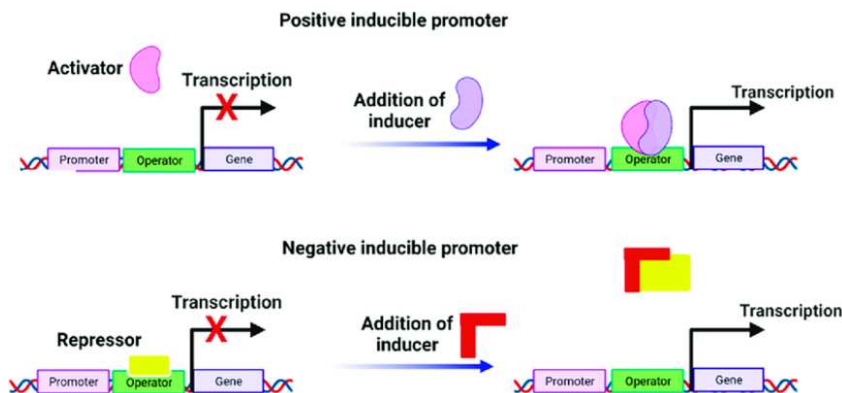 Positive inducible promoter
Activator
Transcription
Addition of
inducer
Transcription
Promoter
Operator
Gene
Promoter
Operator
Gene
Negative inducible promoter
Transcription
Repressor
Addition of
inducer
Transcription
Promoter
Operator
Gene
Promoter
Operator
Gene